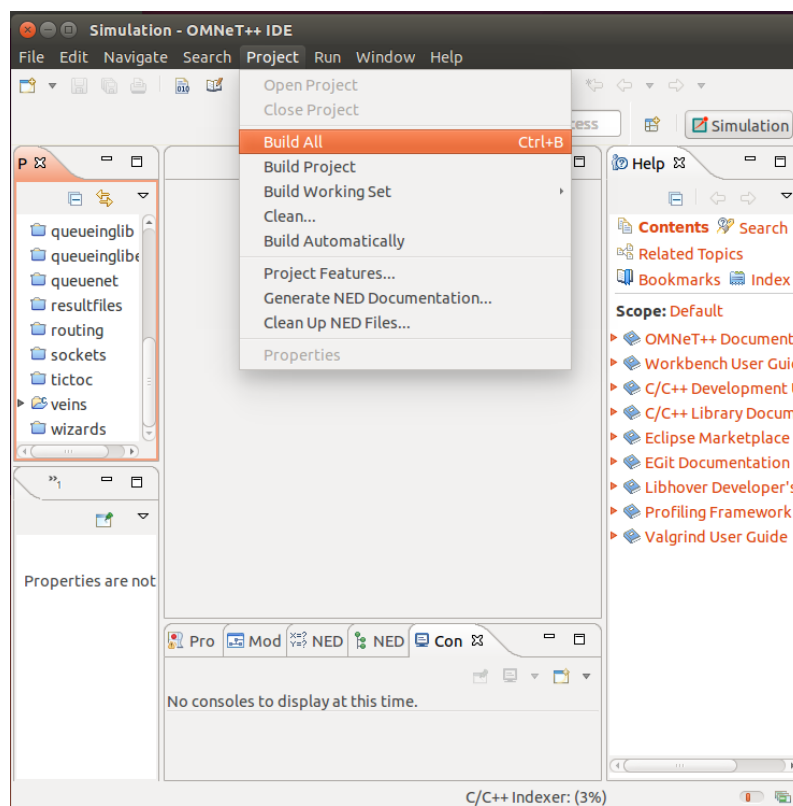 Simulation - OMNeT++ IDE
File Edit Navigate Search Project Run Window Help
Open Project
Close Project
Build All Ctrl+B
Build Project
Build Working Set
Clean...
Build Automatically
Project Features...
Generate NED Documentation...
Clean Up NED Files...
Properties
cess
Simulation
P
queueinglib
queueinglibe
queuenet
resultfiles
routing
sockets
tictoc
veins
wizards
»1
Properties are not
Help
Contents Search
Related Topics
Bookmarks Index
Scope: Default
OMNeT++ Document
Workbench User Gui
C/C++ Development
C/C++ Library Docum
Eclipse Marketplace
EGit Documentation
Libhover Developer's
Profiling Framework
Valgrind User Guide
Pro Mod NED NED Con
No consoles to display at this time.
C/C++ Indexer: (3%)